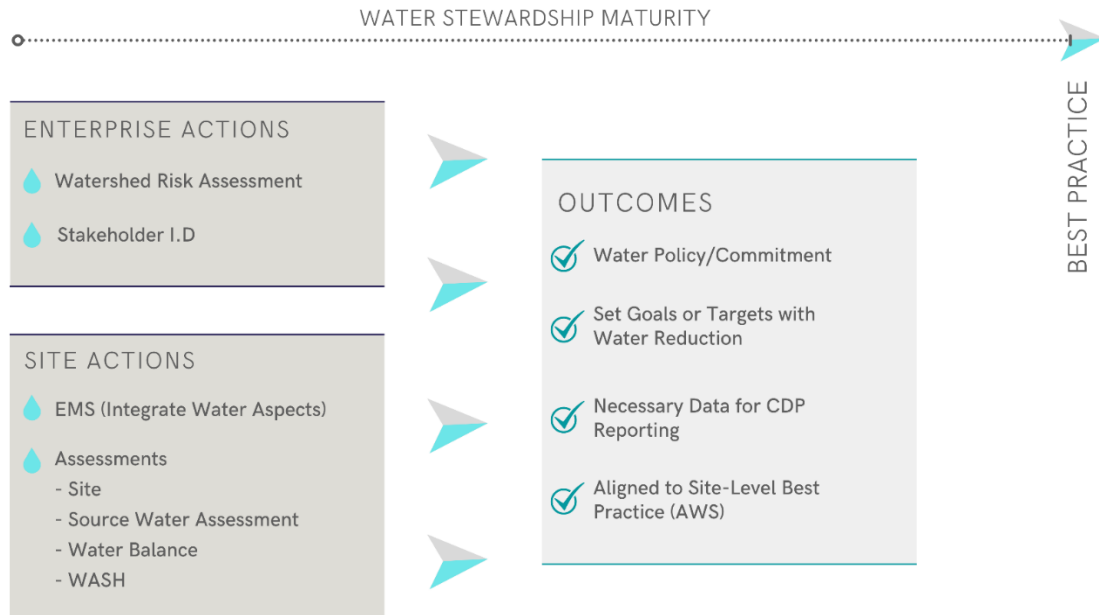 WATER STEWARDSHIP MATURITY
ENTERPRISE ACTIONS
Watershed Risk Assessment
Stakeholder I.D
SITE ACTIONS
EMS (Integrate Water Aspects)
Assessments
- Site
- Source Water Assessment
- Water Balance
- WASH
OUTCOMES
Water Policy/Commitment
Set Goals or Targets with
Water Reduction
Necessary Data for CDP
Reporting
Aligned to Site-Level Best
Practice (AWS)
BEST PRACTICE